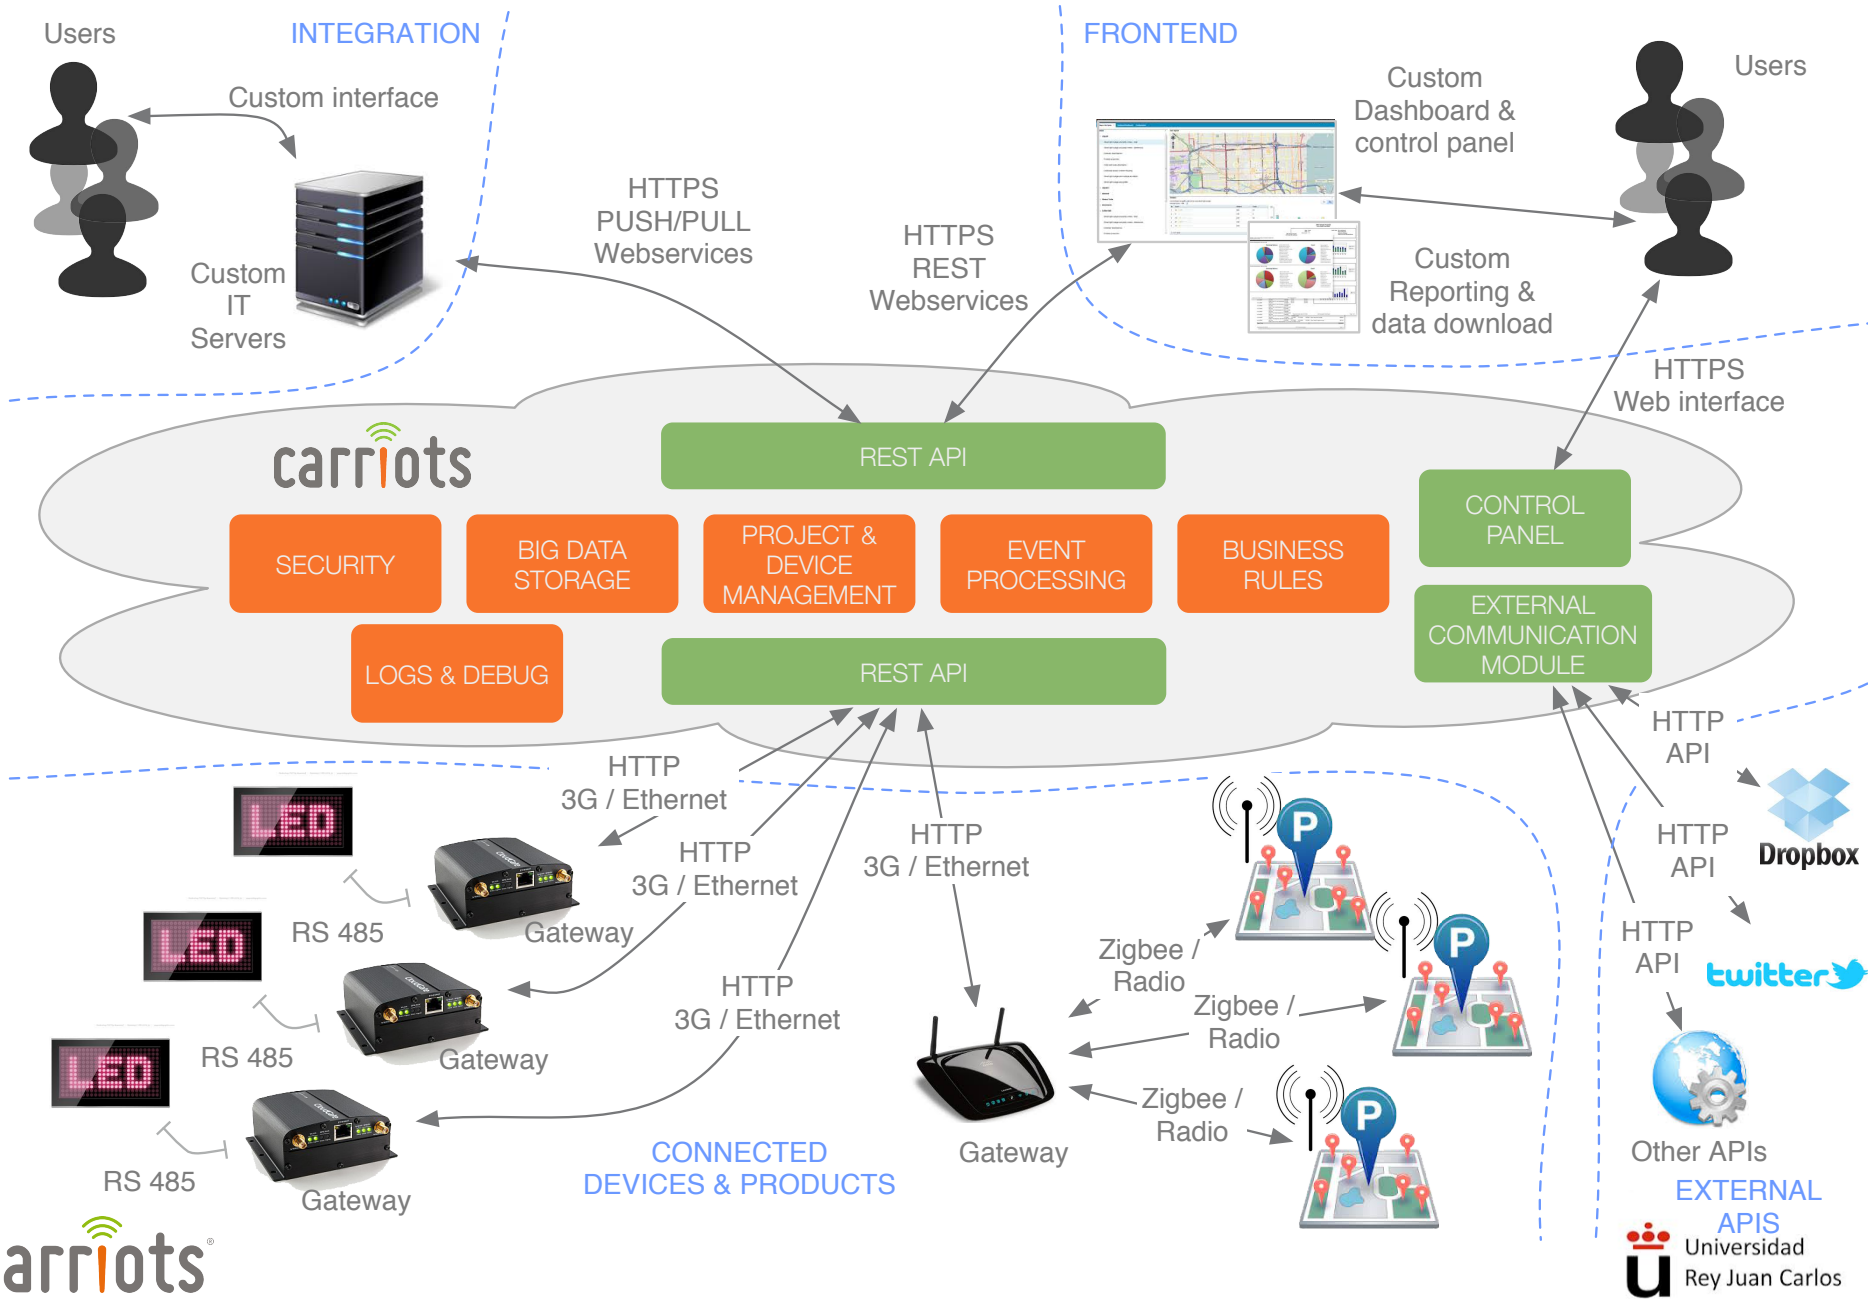 Users
INTEGRATION
Custom interface
Custom
IT
Servers
HTTPS
PUSH/PULL
Webservices
HTTPS
REST
Webservices
FRONTEND
Custom
Dashboard &
control panel
Custom
Reporting &
data download
Users
HTTPS
Web interface
carriots
REST API
CONTROL
PANEL
SECURITY
BIG DATA
STORAGE
PROJECT &
DEVICE
MANAGEMENT
EVENT
PROCESSING
BUSINESS
RULES
EXTERNAL
COMMUNICATION
MODULE
LOGS & DEBUG
REST API
HTTP
3G / Ethernet
HTTP
3G / Ethernet
HTTP
3G / Ethernet
HTTP
3G / Ethernet
LED
RS 485
Gateway
LED
RS 485
Gateway
LED
RS 485
Gateway
CONNECTED
DEVICES & PRODUCTS
Gateway
Zigbee /
Radio
Zigbee /
Radio
Zigbee /
Radio
P
P
P
HTTP
API
Dropbox
HTTP
API
twitter
HTTP
API
Other APIs
EXTERNAL
APIS
arriots®
Universidad
Rey Juan Carlos